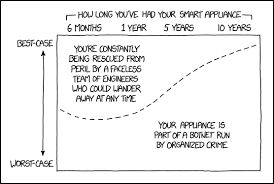 HOW LONG YOU'VE HAD YOUR SMART APPLIANCE
6 MONTHS 1 YEAR 5 YEARS 10 YEARS
BEST-CASE
YOU'RE CONSTANTLY
BEING RESCUED FROM
PERIL BY A FACELESS
TEAM OF ENGINEERS
WHO COULD WANDER
AWAY AT ANY TIME
YOUR APPLIANCE IS
PART OF A BOTNET RUN
BY ORGANIZED CRIME
WORST-CASE